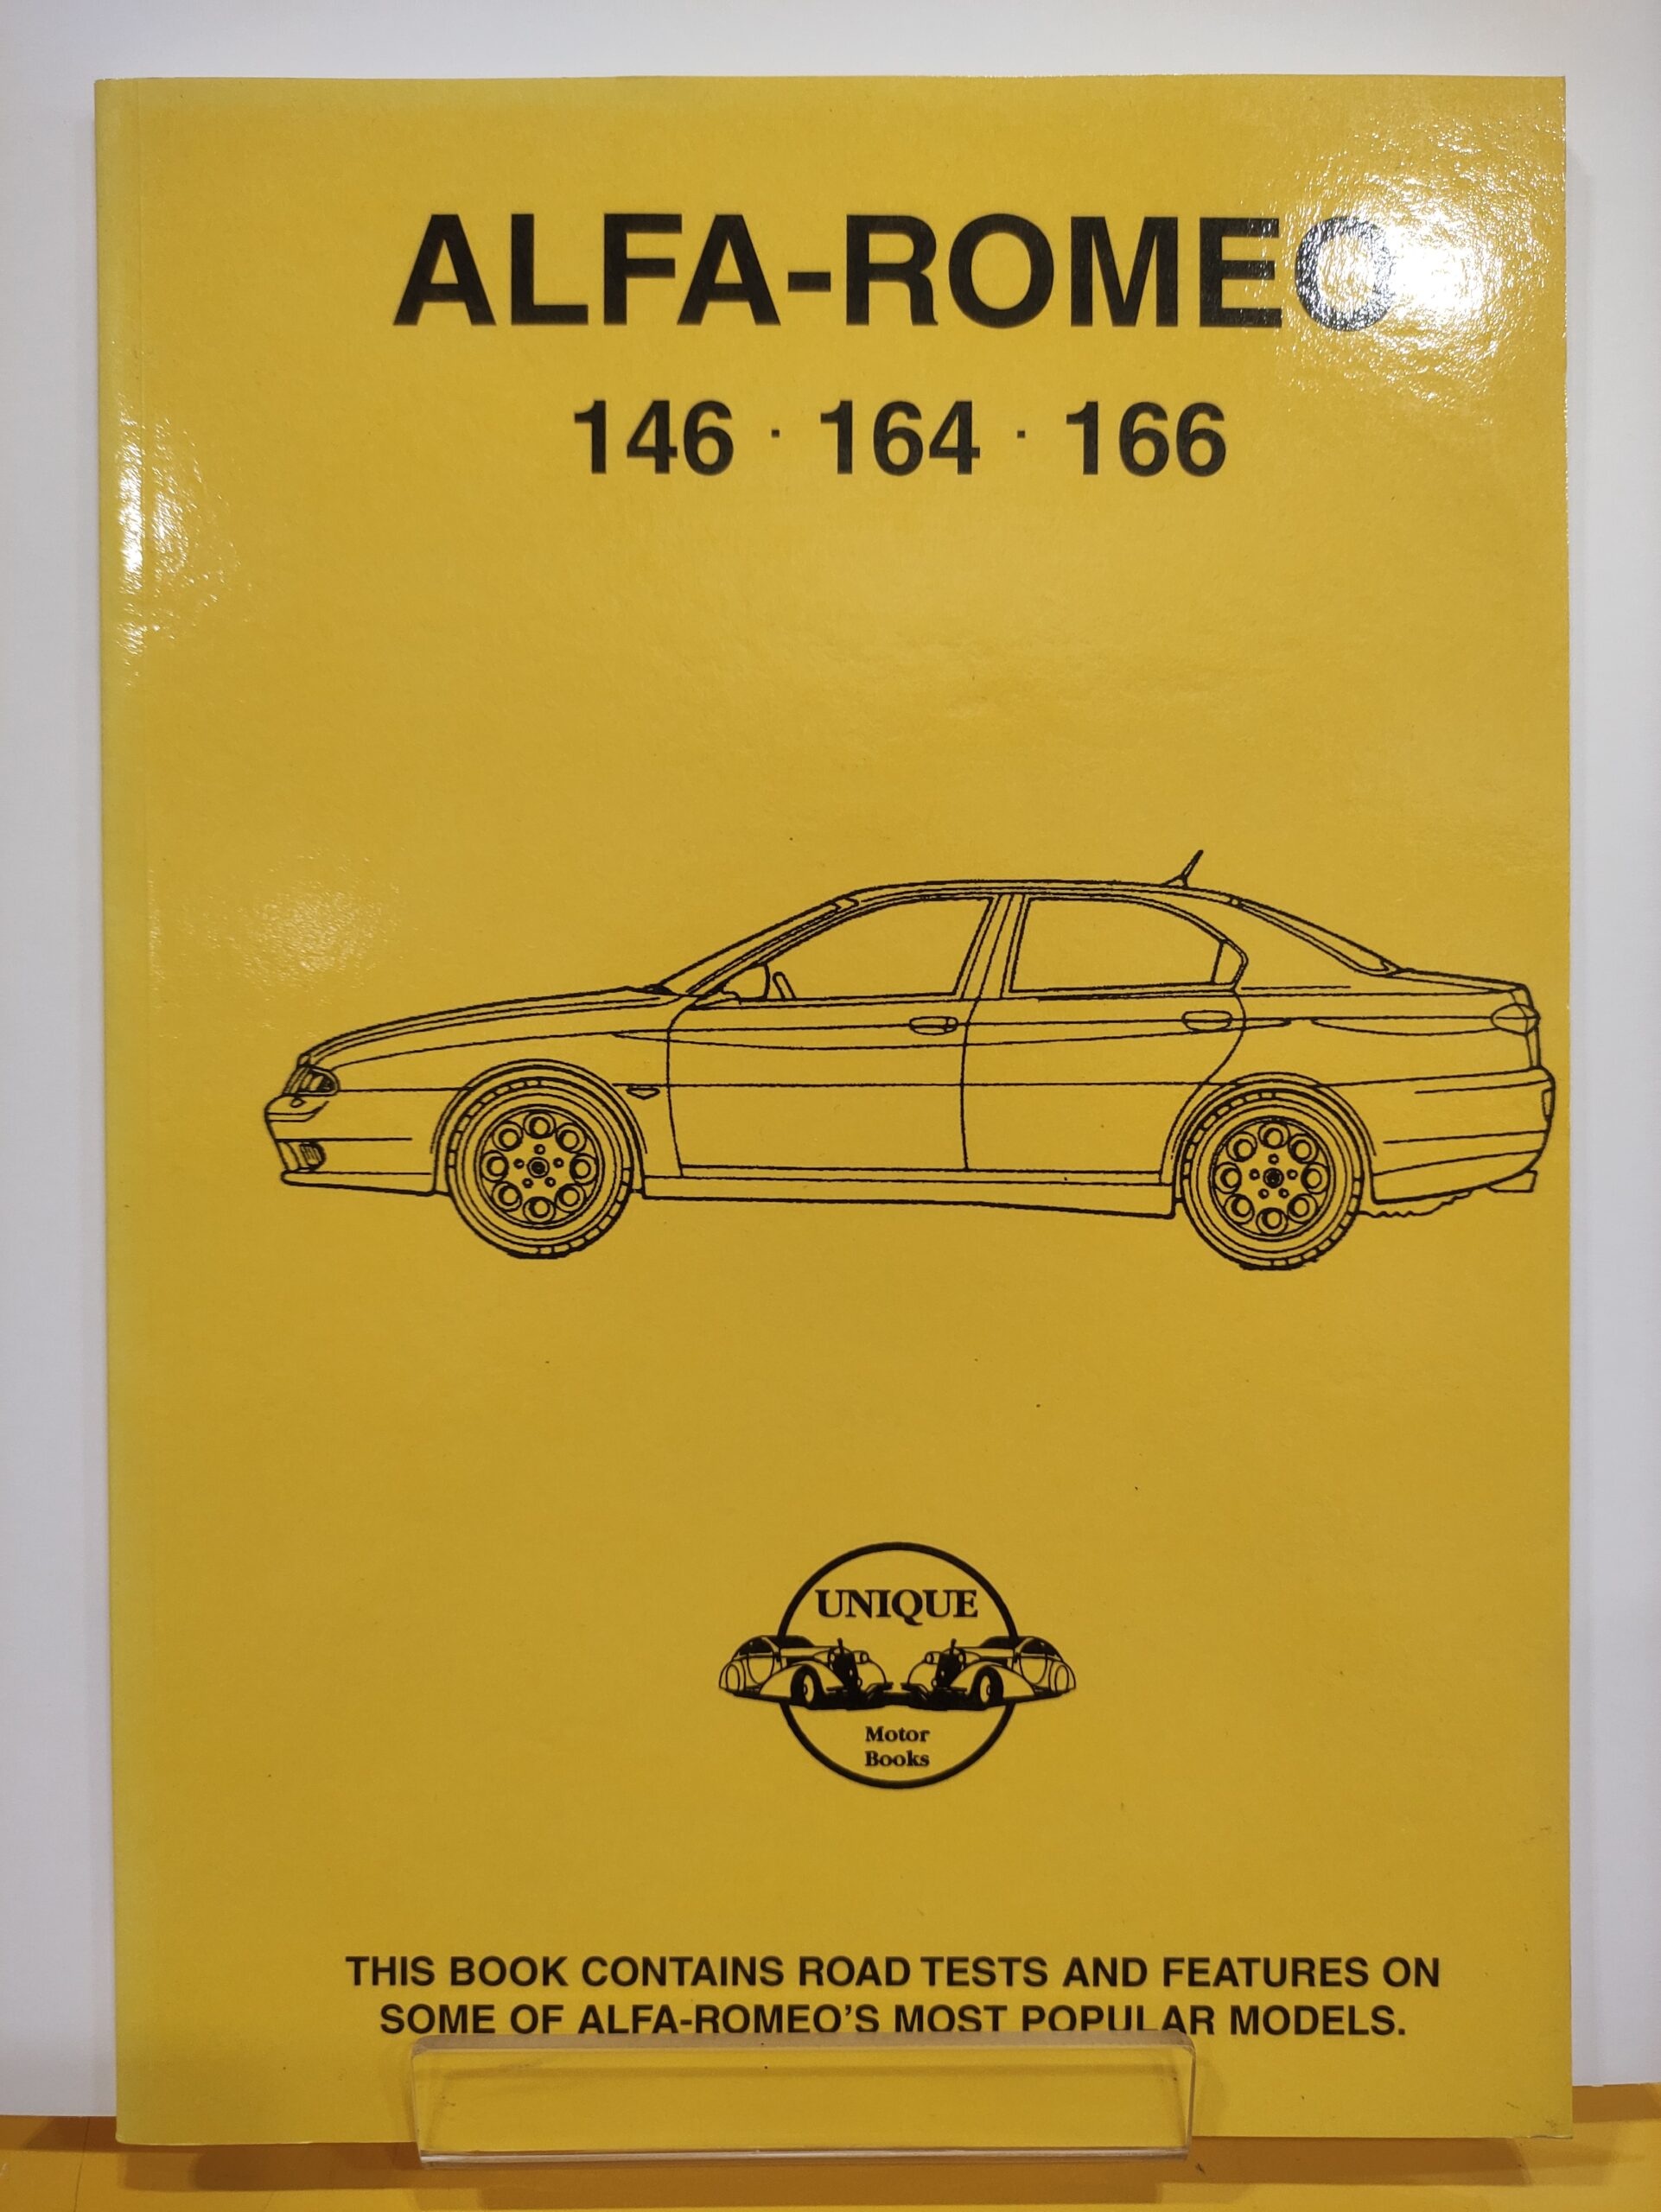 ALFA-ROMEO
146 · 164 · 166
UNIQUE
Motor
Books
THIS BOOK CONTAINS ROAD TESTS AND FEATURES ON
SOME OF ALFA-ROMEO'S MOST POPULAR MODELS.